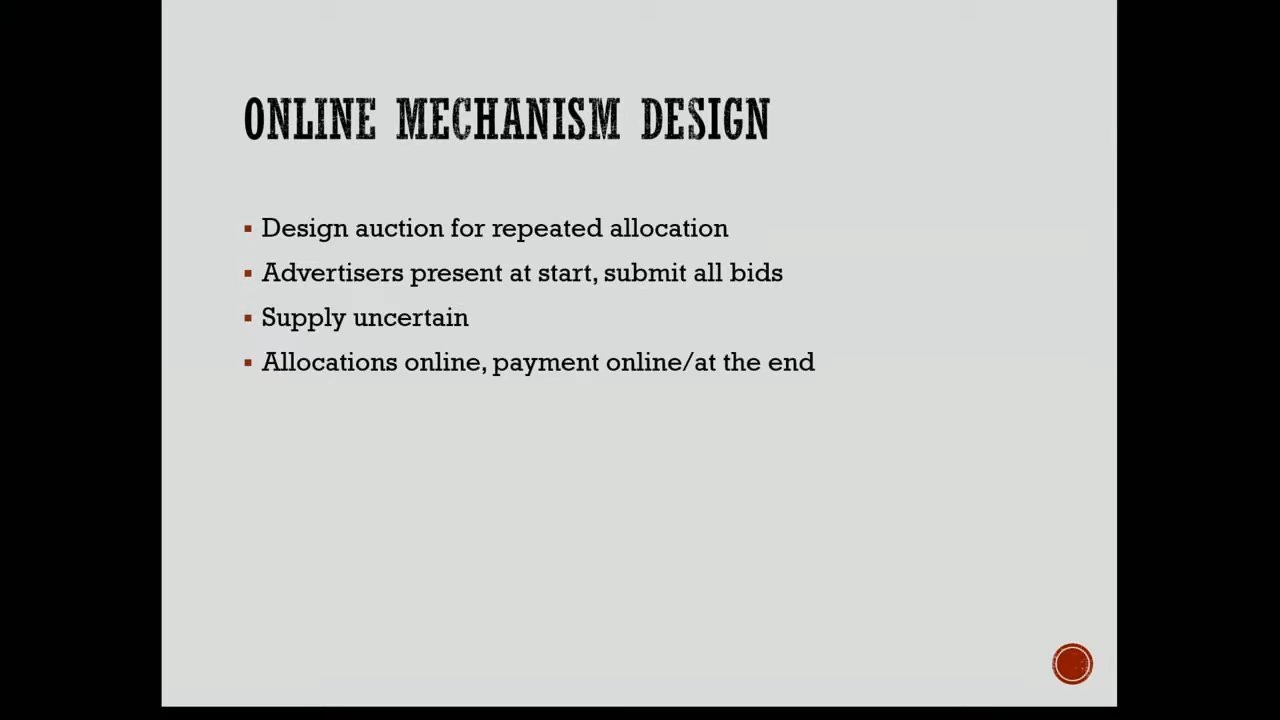 ONLINE MECHANISM DESIGN
Design auction for repeated allocation
Advertisers present at start, submit all bids
Supply uncertain
Allocations online, payment online/at the end